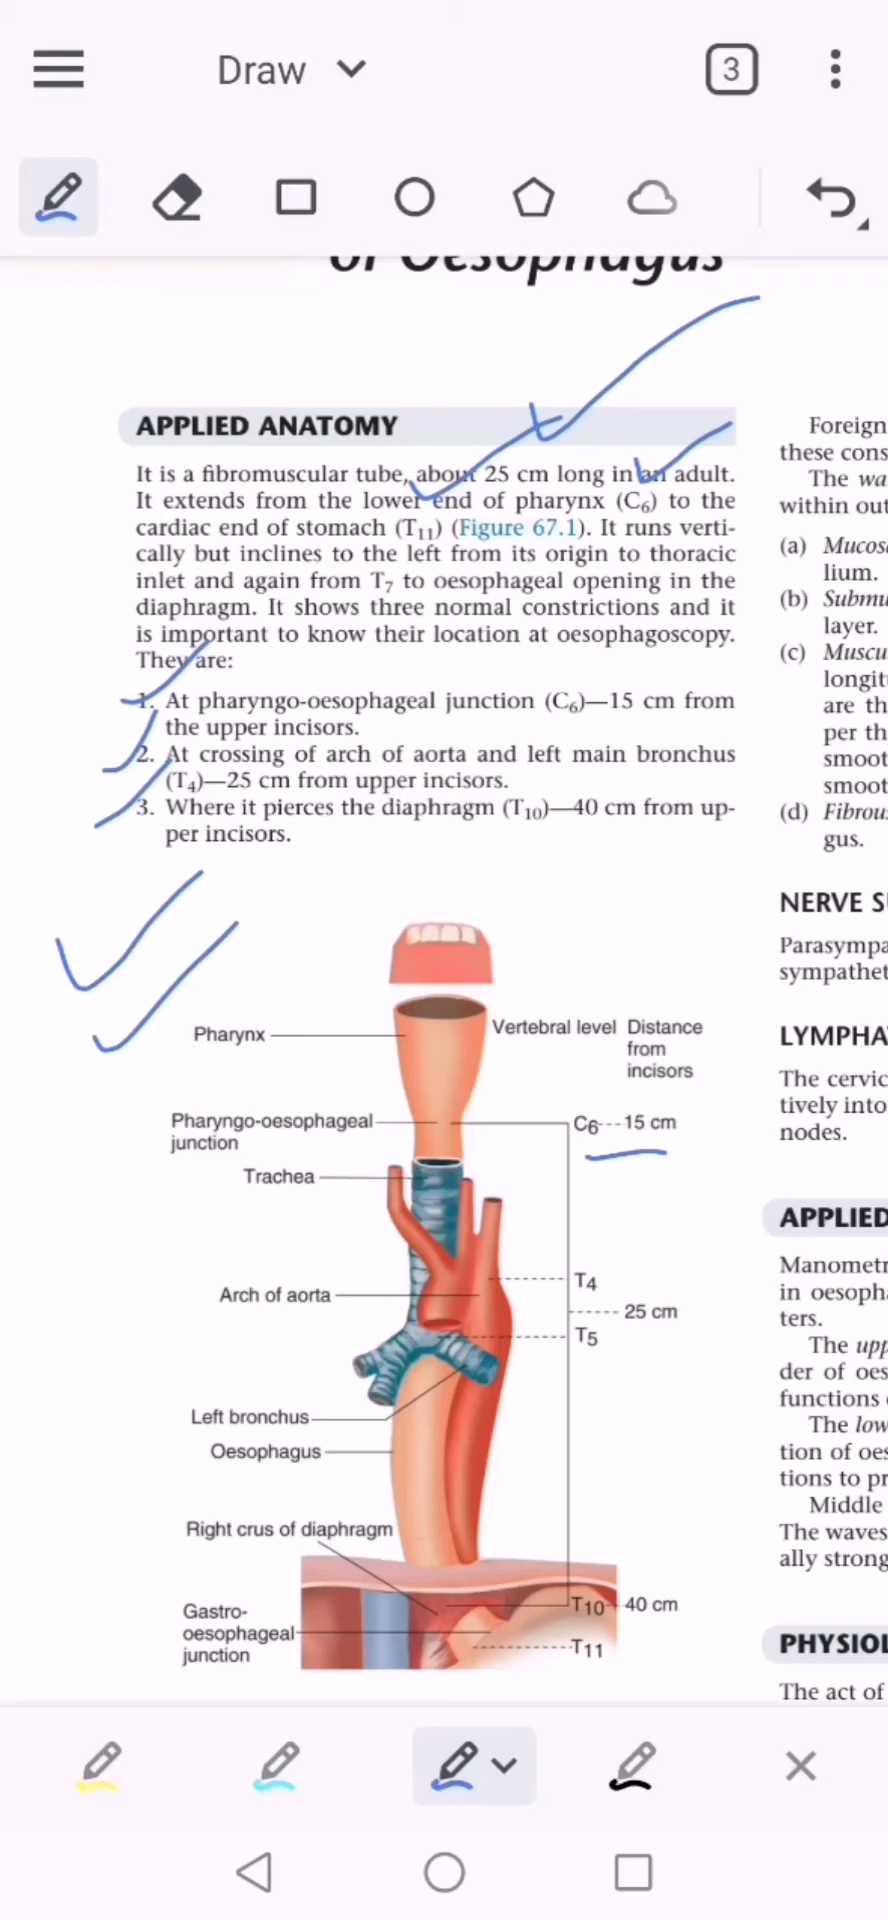 Draw
3
of Oesophagus
APPLIED ANATOMY
It is a fibromuscular tube, about 25 cm long in an adult.
It extends from the lower end of pharynx (C6) to the
cardiac end of stomach (T11) (Figure 67.1). It runs verti-
cally but inclines to the left from its origin to thoracic
inlet and again from T7 to oesophageal opening in the
diaphragm. It shows three normal constrictions and it
is important to know their location at oesophagoscopy.
They are:
1. At pharyngo-oesophageal junction (C6)—15 cm from
the upper incisors.
2. At crossing of arch of aorta and left main bronchus
(T4)—25 cm from upper incisors.
3. Where it pierces the diaphragm (T10)—40 cm from up-
per incisors.
Pharynx
Vertebral level Distance
from
incisors
Pharyngo-oesophageal
junction
C6 15 cm
Trachea
T4
Arch of aorta
25 cm
T5
Left bronchus
Oesophagus
Right crus of diaphragm
T10 40 cm
Gastro-
oesophageal
junction
T11
Foreign
these cons
The wa
within out
(a) Mucosa
lium.
(b) Submu
layer.
(c) Muscu
longit
are th
per th
smoot
smoot
(d) Fibrous
gus.
NERVE S
Parasympa
sympathet
LYMPHA
The cervic
tively into
nodes.
APPLIED
Manometr
in oesopha
ters.
The upp
der of oes
functions
The low
tion of oes
tions to pr
Middle
The waves
ally strong
PHYSIOL
The act of